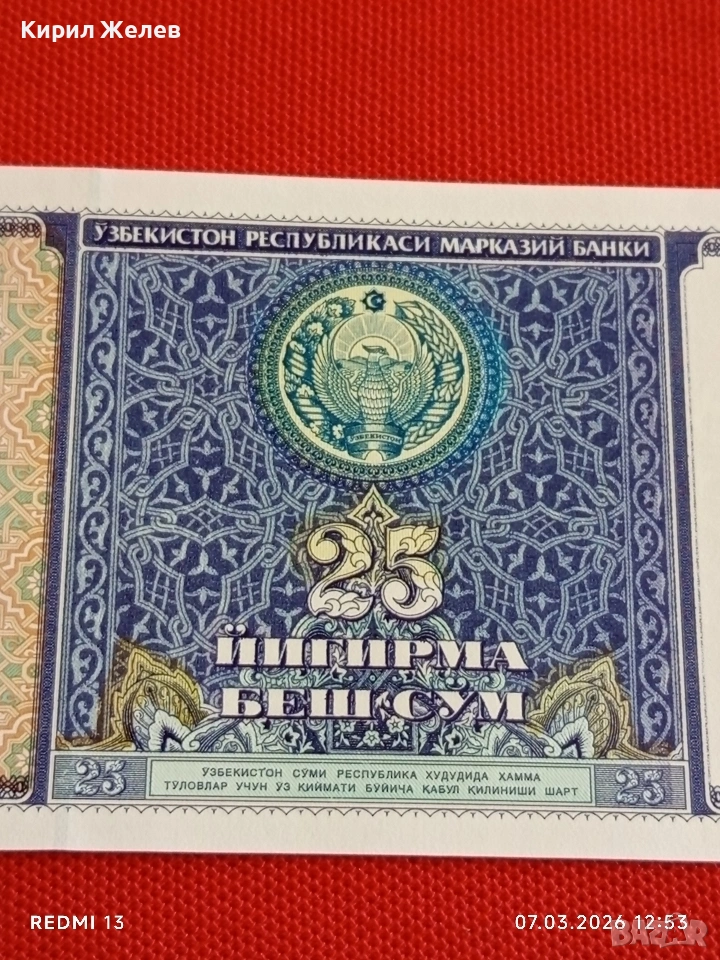 Кирил Желев
ЎЗБЕКИСТОН РЕСПУБЛИКАСИ МАРКАЗИЙ БАНКИ
ЎЗБЕКИСТОН
25
ЙИГИРМА
БЕШ СЎМ
25
ЎЗБЕКИСТОН СЎМИ РЕСПУБЛИКА ХУДУДИДА ХАММА
ТЎЛОВЛАР УЧУН ЎЗ ҚИЙМАТИ БЎЙИЧА ҚАБУЛ ҚИЛИНИШИ ШАРТ
25
REDMI 13
07.03.2026 12:53
BAZAR